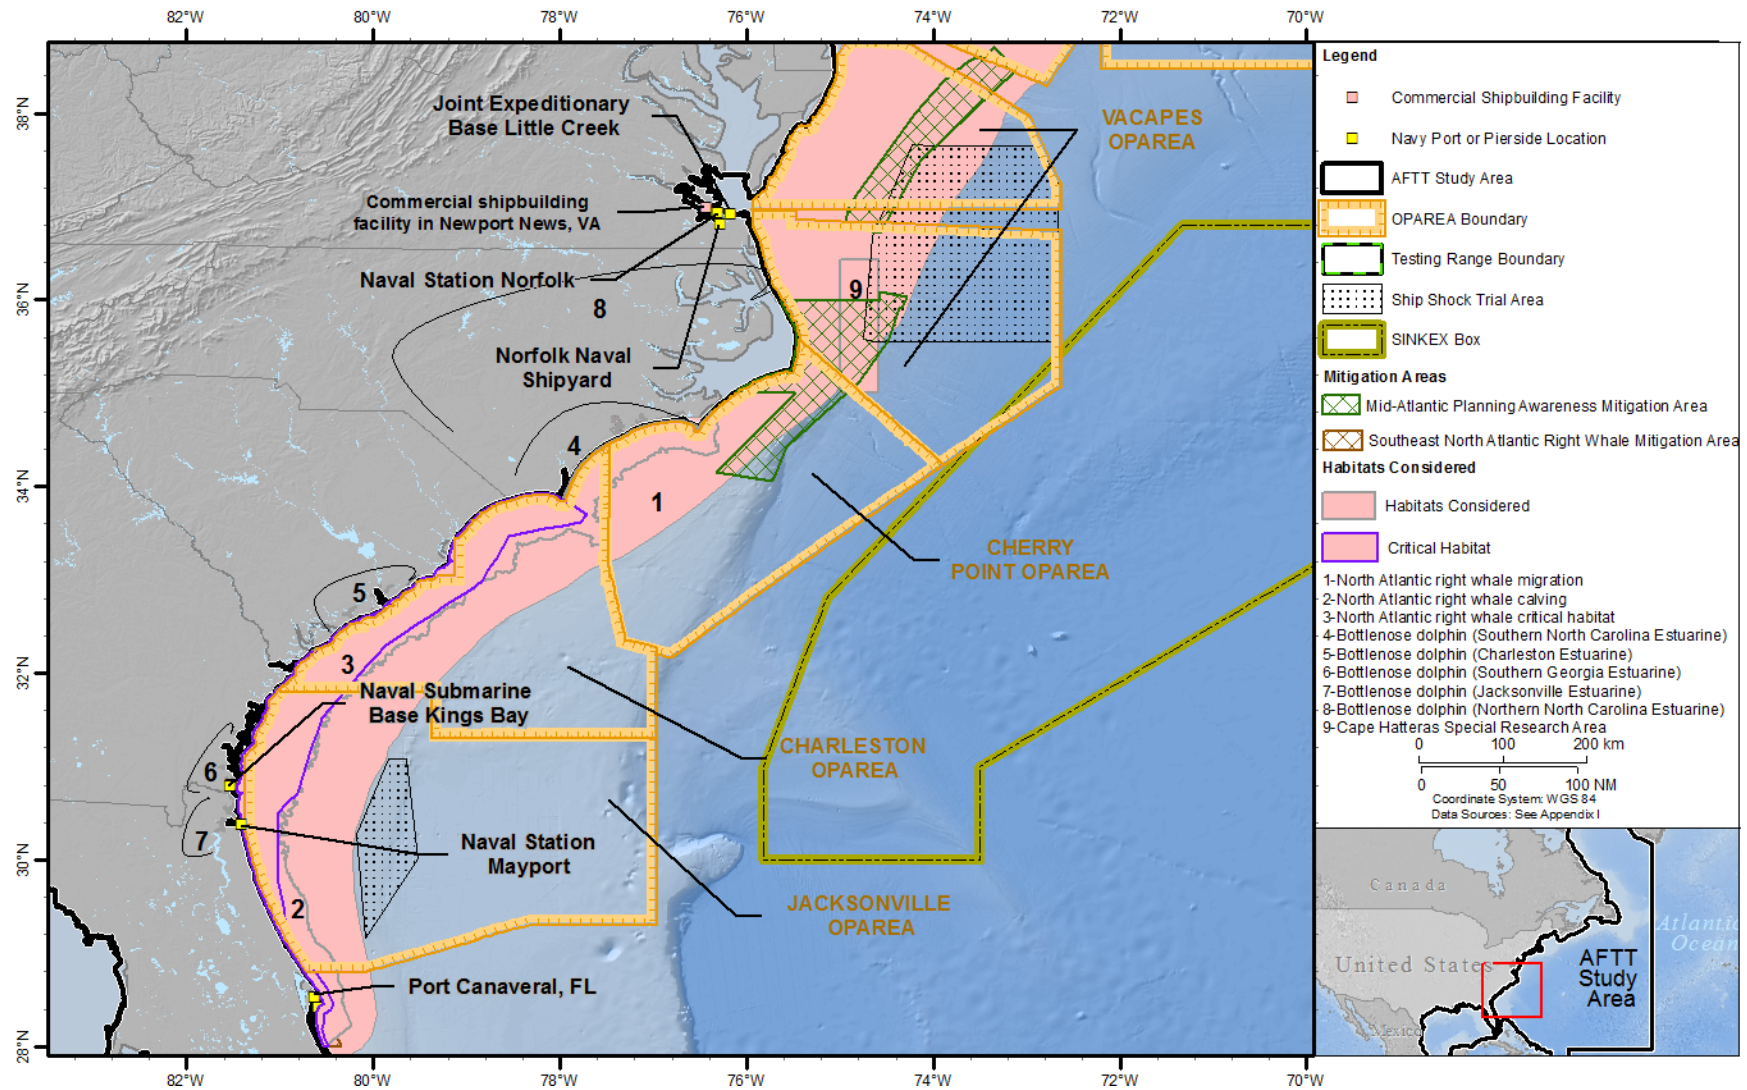 82°W 80°W 78°W 76°W 74°W 72°W 70°W
38°N
36°N
34°N
32°N
30°N
28°N
Joint Expeditionary
Base Little Creek
Commercial shipbuilding
facility in Newport News, VA
Naval Station Norfolk
8
Norfolk Naval
Shipyard
VACAPES
OPAREA
9
4
1
CHERRY
POINT OPAREA
5
3
Naval Submarine
Base Kings Bay
CHARLESTON
OPAREA
6
7
Naval Station
Mayport
JACKSONVILLE
OPAREA
2
Port Canaveral, FL
82°W 80°W 78°W 76°W 74°W 72°W 70°W
Legend
Commercial Shipbuilding Facility
Navy Port or Pierside Location
AFTT Study Area
OPAREA Boundary
Testing Range Boundary
Ship Shock Trial Area
SINKEX Box
Mitigation Areas
Mid-Atlantic Planning Awareness Mitigation Area
Southeast North Atlantic Right Whale Mitigation Area
Habitats Considered
Habitats Considered
Critical Habitat
1-North Atlantic right whale migration
2-North Atlantic right whale calving
3-North Atlantic right whale critical habitat
4-Bottlenose dolphin (Southern North Carolina Estuarine)
5-Bottlenose dolphin (Charleston Estuarine)
6-Bottlenose dolphin (Southern Georgia Estuarine)
7-Bottlenose dolphin (Jacksonville Estuarine)
8-Bottlenose dolphin (Northern North Carolina Estuarine)
9-Cape Hatteras Special Research Area
0 100 200 km
0 50 100 NM
Coordinate System: WGS 84
Data Sources: See Appendix I
Canada
United States
Mexico
Atlantic
Ocean
AFTT
Study
Area